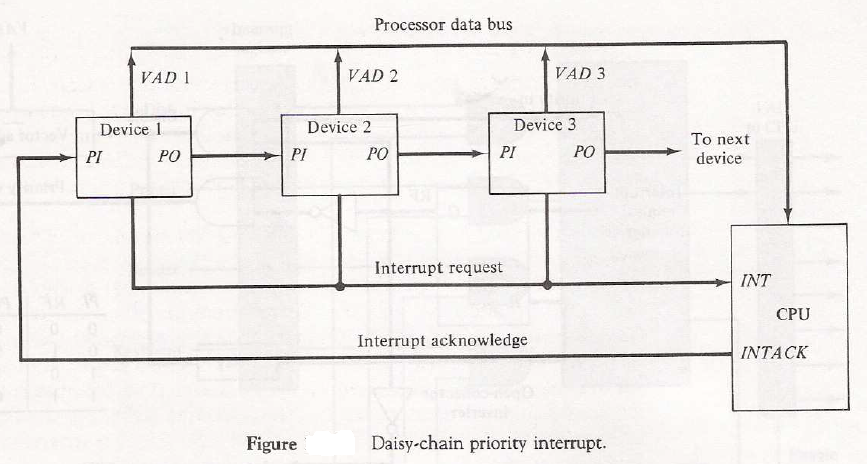 Processor data bus
VAD 1
VAD 2
VAD 3
Device 1
PI
PO
Device 2
PI
PO
Device 3
PI
PO
To next
device
Interrupt request
INT
CPU
Interrupt acknowledge
INTACK
Figure
Daisy-chain priority interrupt.